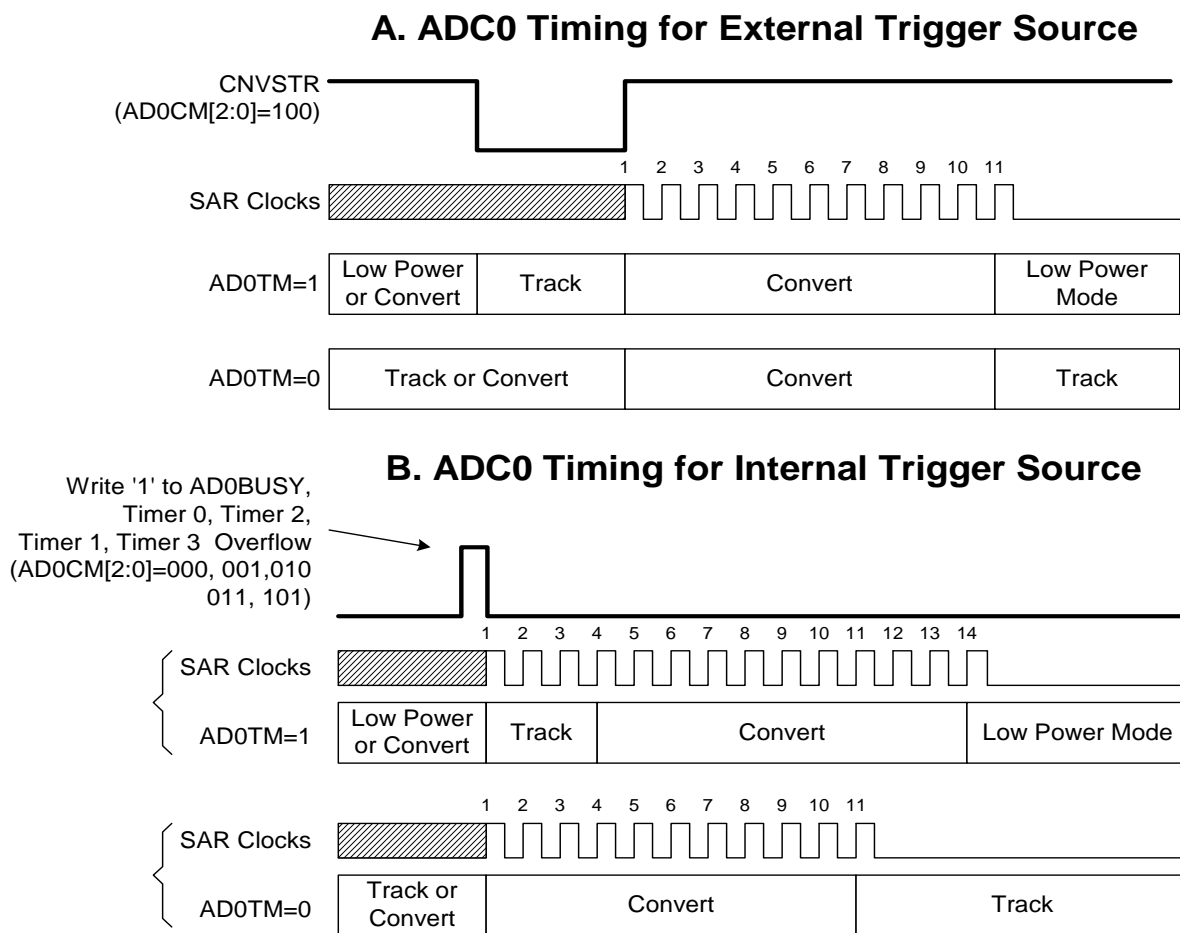 A. ADC0 Timing for External Trigger Source
CNVSTR
(AD0CM[2:0]=100)
1 2 3 4 5 6 7 8 9 10 11
SAR Clocks
AD0TM=1
Low Power
or Convert
Track
Convert
Low Power
Mode
AD0TM=0
Track or Convert
Convert
Track
B. ADC0 Timing for Internal Trigger Source
Write '1' to AD0BUSY,
Timer 0, Timer 2,
Timer 1, Timer 3 Overflow
(AD0CM[2:0]=000, 001,010
011, 101)
1 2 3 4 5 6 7 8 9 10 11 12 13 14
SAR Clocks
AD0TM=1
Low Power
or Convert
Track
Convert
Low Power Mode
1 2 3 4 5 6 7 8 9 10 11
SAR Clocks
AD0TM=0
Track or
Convert
Convert
Track